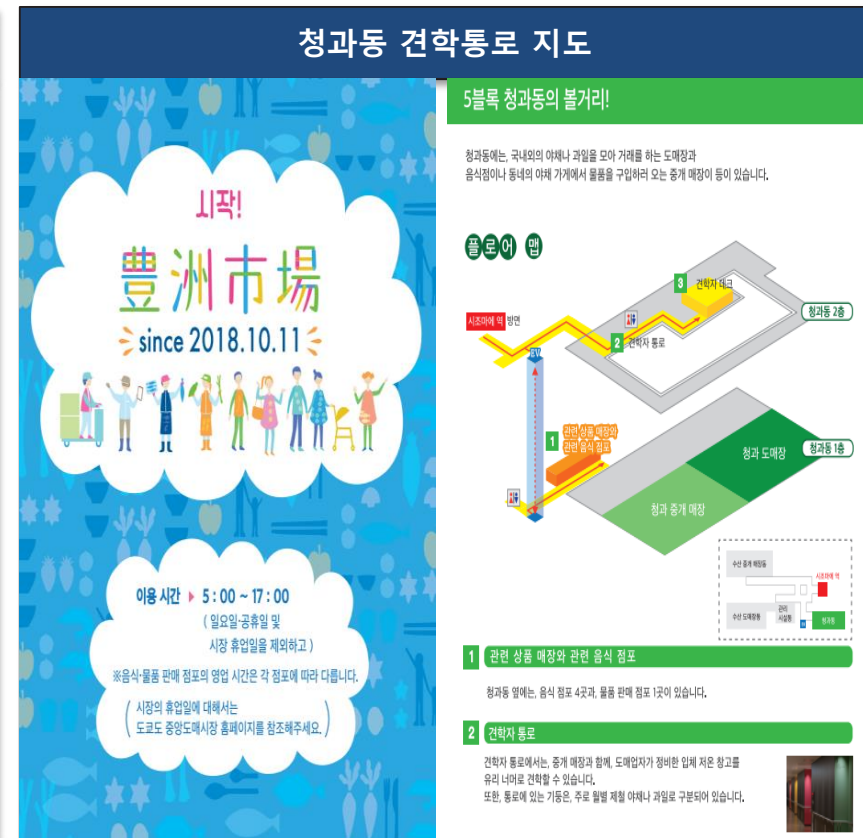 청과동 견학통로 지도
시작!
豊洲市場
since 2018.10.11
이용 시간 ▶ 5 : 00 ~ 17 : 00
( 일요일·공휴일 및
시장 휴업일을 제외하고 )
※음식·물품 판매 점포의 영업 시간은 각 점포에 따라 다릅니다.
( 시장의 휴업일에 대해서는
도쿄도 중앙도매시장 홈페이지를 참조해주세요. )
5블록 청과동의 볼거리!
청과동에는, 국내외의 야채나 과일을 모아 거래를 하는 도매장과
음식점이나 동네의 야채 가게에서 물품을 구입하러 오는 중개 매장이 등이 있습니다.
플로어 맵
3 견학자 데크
청과동 2층
시조마에 역 방면
2 견학자 통로
EV
1 관련 상품 매장와
관련 음식 점포
청과 도매장
청과동 1층
청과 중개 매장
수산 중개 매장동
시조마에 역
수산 도매장동
관리
시설동
청과동
1 관련 상품 매장와 관련 음식 점포
청과동 옆에는, 음식 점포 4곳과, 물품 판매 점포 1곳이 있습니다.
2 견학자 통로
견학자 통로에서는, 중개 매장과 함께, 도매업자가 정비한 입체 저온 창고를
유리 너머로 견학할 수 있습니다.
또한, 통로에 있는 기둥은, 주로 월별 제철 야채나 과일로 구분되어 있습니다.